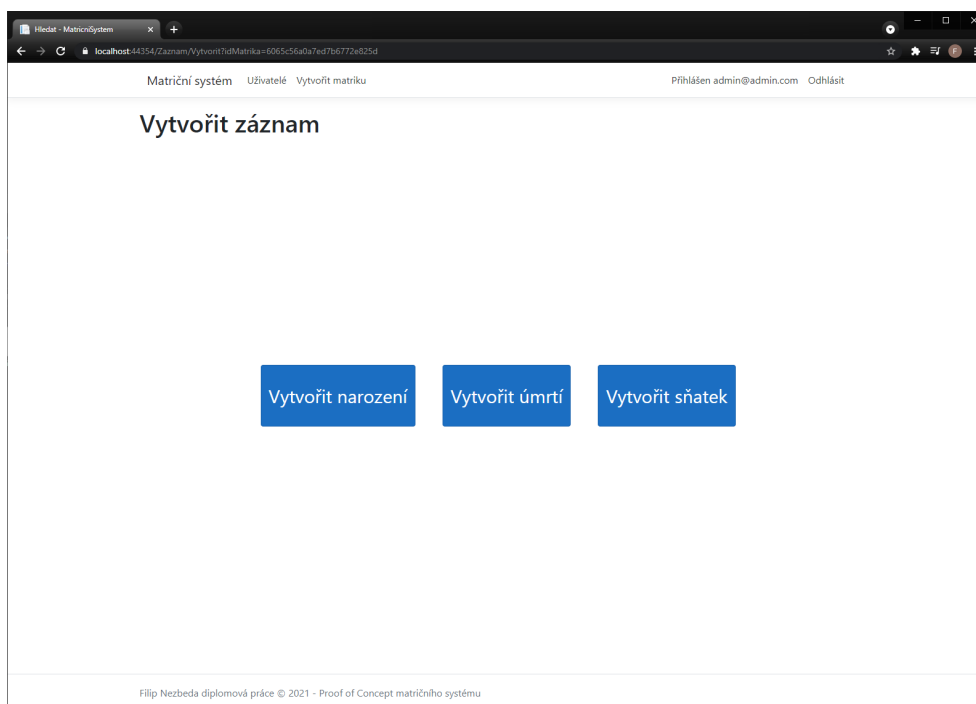 Hledat - MatricniSystem
localhost:44354/Zaznam/Vytvorit?idMatrika=6065c56a0a7ed7b6772e825d
F
Matriční systém Uživatelé Vytvořit matriku Přihlášen admin@admin.com Odhlásit
Vytvořit záznam
Vytvořit narození Vytvořit úmrtí Vytvořit sňatek
Filip Nezbeda diplomová práce © 2021 - Proof of Concept matričního systému